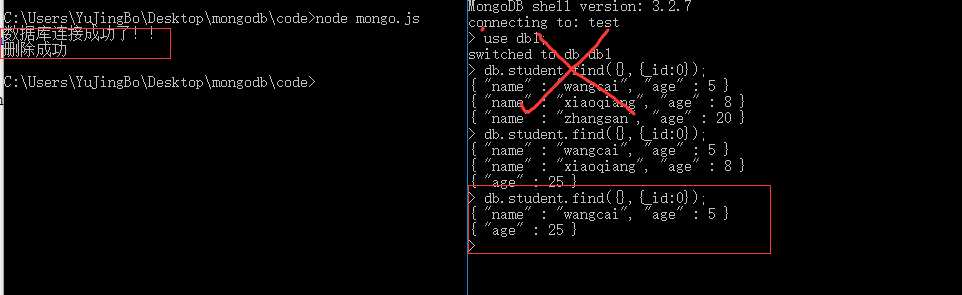 C:\Users\YuJingBo\Desktop\mongodb\code>node mongo.js
数据库连接成功了！！
删除成功
C:\Users\YuJingBo\Desktop\mongodb\code>
MongoDB shell version: 3.2.7
connecting to: test
> use db1
switched to db db1
> db.student.find({},{_id:0});
{ "name" : "wangcai", "age" : 5 }
{ "name" : "xiaoqiang", "age" : 8 }
{ "name" : "zhangsan", "age" : 20 }
> db.student.find({},{_id:0});
{ "name" : "wangcai", "age" : 5 }
{ "name" : "xiaoqiang", "age" : 8 }
{ "age" : 25 }
> db.student.find({},{_id:0});
{ "name" : "wangcai", "age" : 5 }
{ "age" : 25 }
>